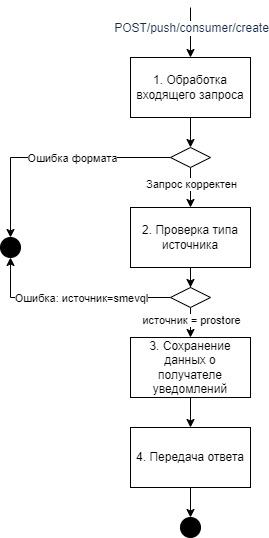 POST/push/consumer/create
1. Обработка
входящего запроса
Ошибка формата
Запрос корректен
2. Проверка типа
источника
Ошибка: источник=smevql
источник = prostore
3. Сохранение
данных о
получателе
уведомлений
4. Передача ответа